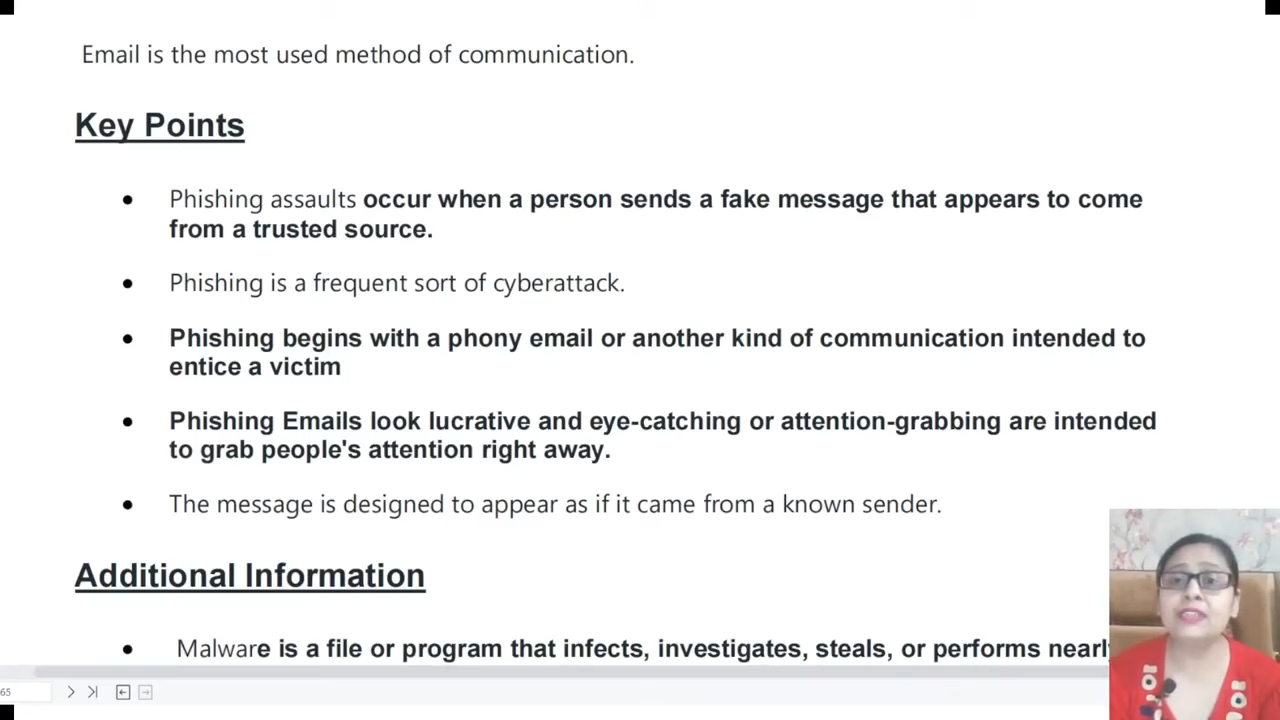 Email is the most used method of communication.
Key Points
• Phishing assaults occur when a person sends a fake message that appears to come
from a trusted source.
• Phishing is a frequent sort of cyberattack.
• Phishing begins with a phony email or another kind of communication intended to
entice a victim
• Phishing Emails look lucrative and eye-catching or attention-grabbing are intended
to grab people's attention right away.
• The message is designed to appear as if it came from a known sender.
Additional Information
• Malware is a file or program that infects, investigates, steals, or performs nearly
65